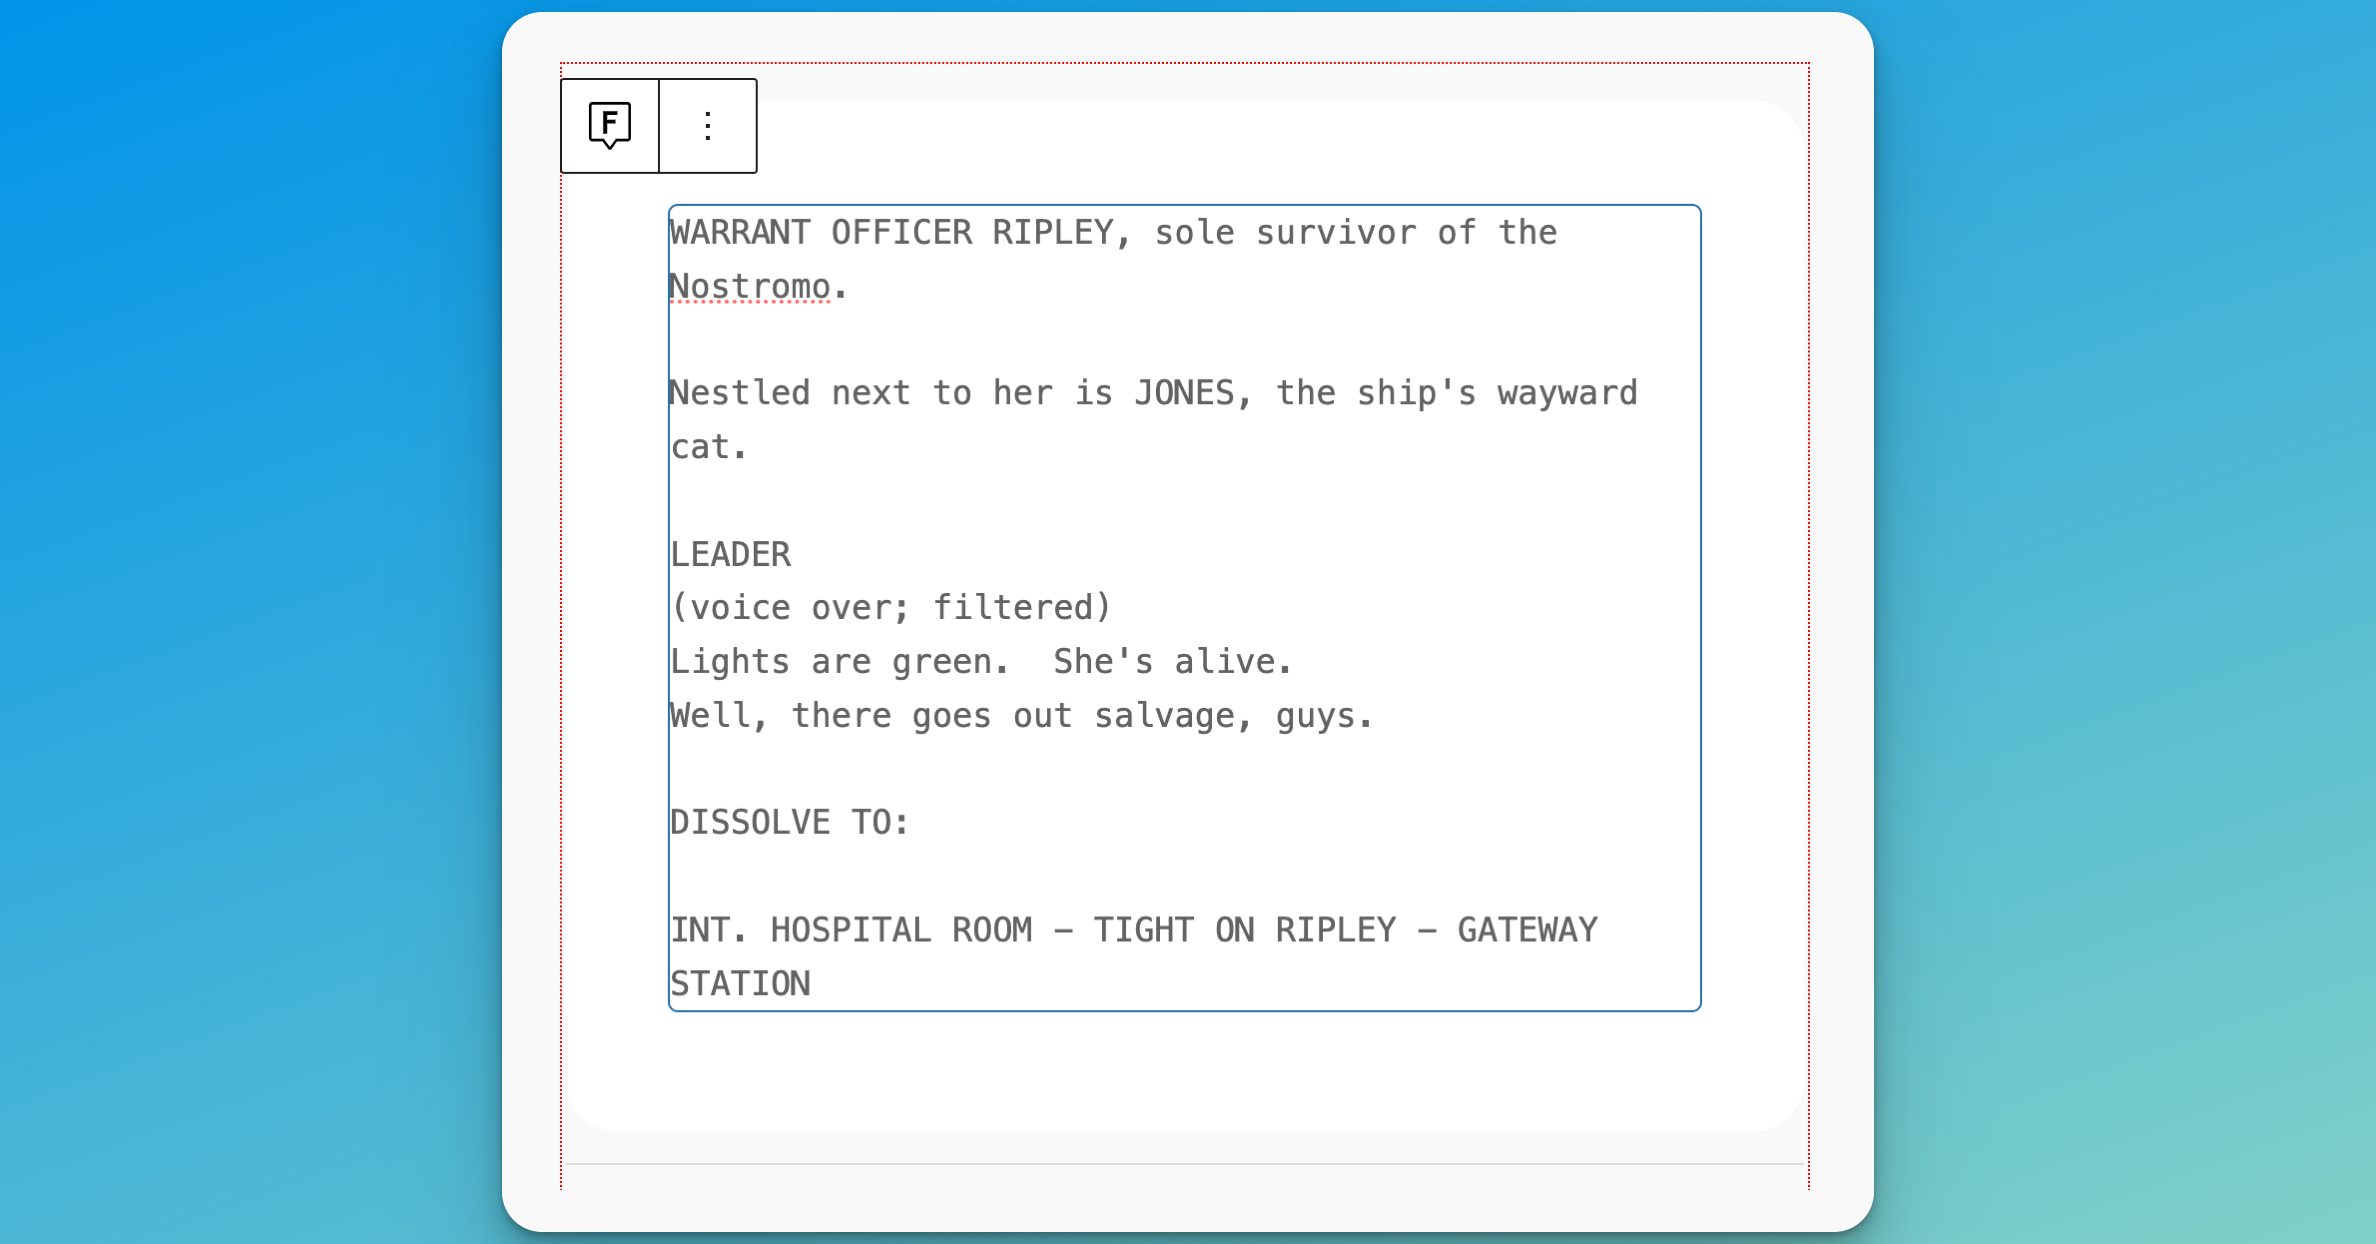 F
WARRANT OFFICER RIPLEY, sole survivor of the
Nostromo.
Nestled next to her is JONES, the ship's wayward
cat.
LEADER
(voice over; filtered)
Lights are green.  She's alive.
Well, there goes out salvage, guys.
DISSOLVE TO:
INT. HOSPITAL ROOM – TIGHT ON RIPLEY – GATEWAY
STATION